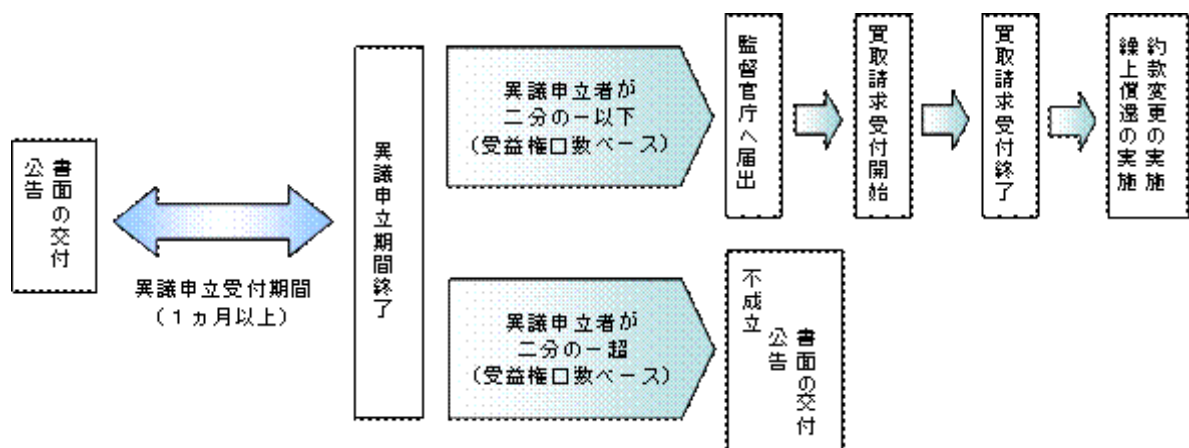 書面の交付
公告
異議申立受付期間
（１ヵ月以上）
異議申立期間終了
異議申立者が
二分の一以下
（受益権口数ベース）
監督官庁へ届出
買取請求受付開始
買取請求受付終了
約款変更の実施
繰上償還の実施
異議申立者が
二分の一超
（受益権口数ベース）
不成立
書面の交付
公告